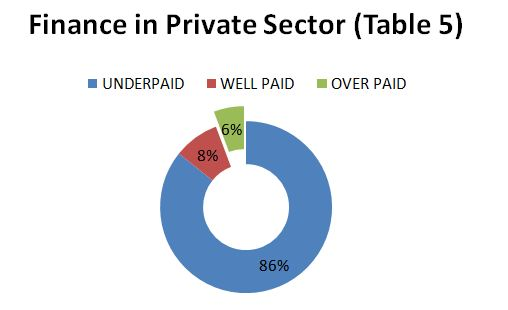 Finance in Private Sector (Table 5)
UNDERPAID WELL PAID OVER PAID
6%
8%
86%